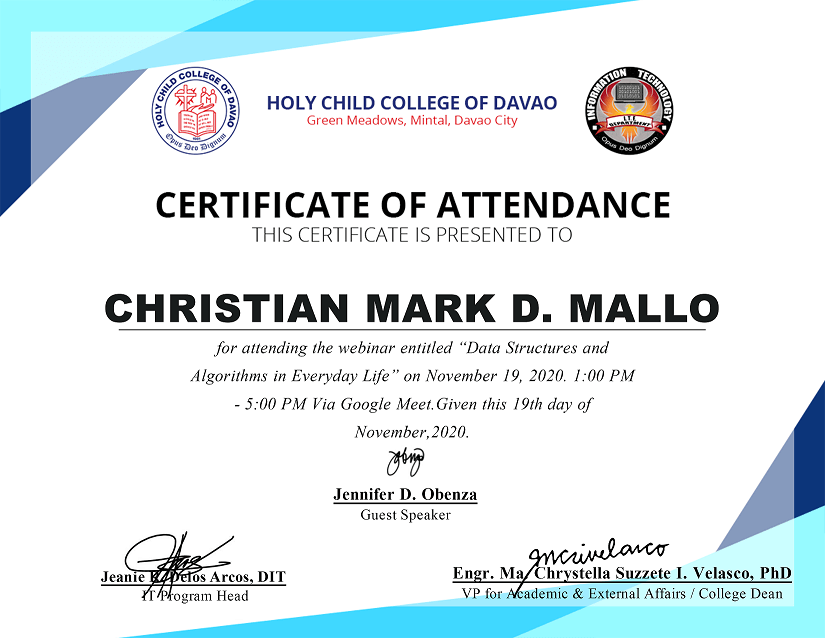 HOLY CHILD COLLEGE OF DAVAO
Opus Deo Dignum
HOLY CHILD COLLEGE OF DAVAO
Green Meadows, Mintal, Davao City
INFORMATION TECHNOLOGY
I.T.E.
DEPARTMENT
Opus Deo Dignum
CERTIFICATE OF ATTENDANCE
THIS CERTIFICATE IS PRESENTED TO
CHRISTIAN MARK D. MALLO
for attending the webinar entitled “Data Structures and
Algorithms in Everyday Life” on November 19, 2020. 1:00 PM
- 5:00 PM Via Google Meet.Given this 19th day of
November,2020.
Jennifer D. Obenza
Guest Speaker
Jeanie R. Delos Arcos, DIT
IT Program Head
Engr. Ma. Chrystella Suzzete I. Velasco, PhD
VP for Academic & External Affairs / College Dean